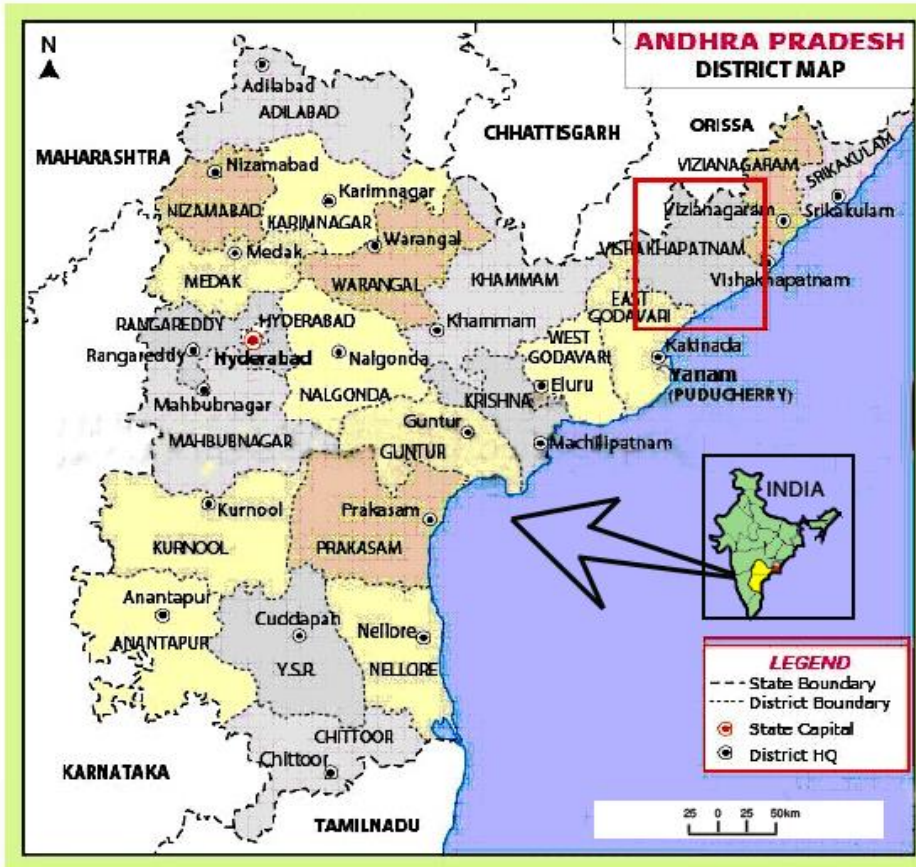 ANDHRA PRADESH
DISTRICT MAP
N
Adilabad
ADILABAD
CHHATTISGARH
ORISSA
MAHARASHTRA
VIZIANAGARAM
SRIKAKULAM
Nizamabad
NIZAMABAD
Karimnagar
KARIMNAGAR
Vizianagaram
Srikakulam
Warangal
WARANGAL
Medak
MEDAK
VISHAKHAPATNAM
Vishakhapatnam
KHAMMAM
Khammam
EAST
GODAVARI
RANGAREDDY
HYDERABAD
Rangareddy
Hyderabad
Nalgonda
NALGONDA
WEST
GODAVARI
Kakinada
Yanam
(PUDUCHERRY)
Eluru
KRISHNA
Mahbubnagar
MAHBUBNAGAR
Guntur
GUNTUR
Machilipatnam
Kurnool
KURNOOL
Prakasam
PRAKASAM
INDIA
Anantapur
ANANTAPUR
Cuddapah
Y.S.R
Nellore
NELLORE
LEGEND
State Boundary
District Boundary
State Capital
District HQ
CHITTOOR
Chittoor
KARNATAKA
TAMILNADU
25 0 25 50km